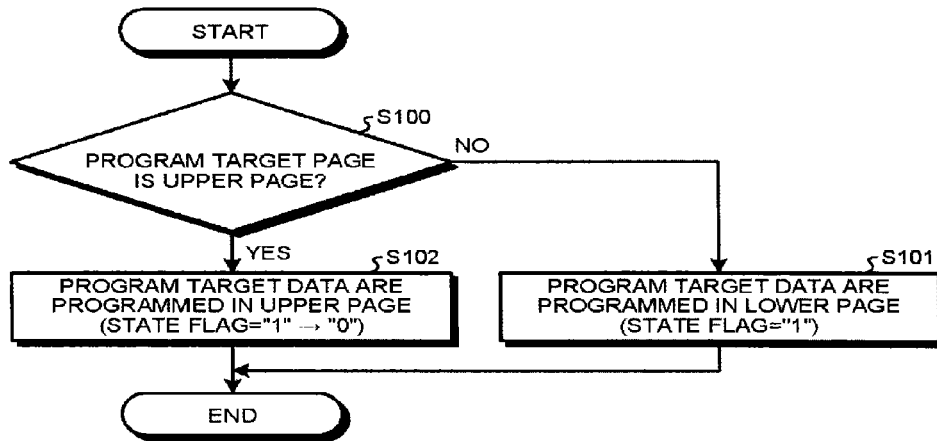 START
S100
PROGRAM TARGET PAGE
IS UPPER PAGE?
NO
YES
S102
PROGRAM TARGET DATA ARE
PROGRAMMED IN UPPER PAGE
(STATE FLAG="1" → "0")
S101
PROGRAM TARGET DATA ARE
PROGRAMMED IN LOWER PAGE
(STATE FLAG="1")
END